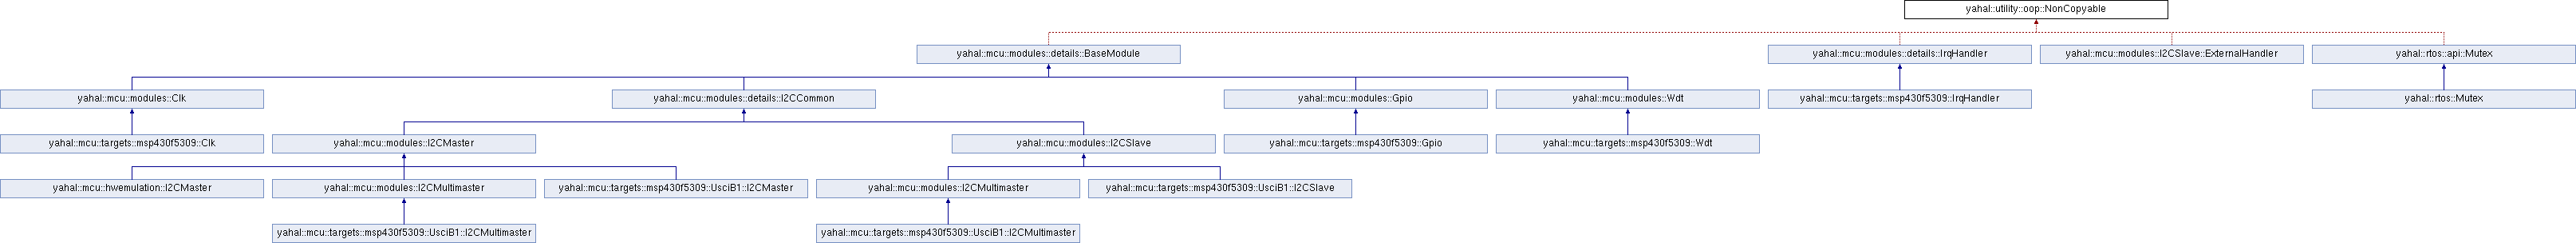 yahal::utility::oop::NonCopyable
yahal::mcu::modules::details::BaseModule
yahal::mcu::modules::details::IrqHandler
yahal::mcu::modules::I2CSlave::ExternalHandler
yahal::rtos::api::Mutex
yahal::mcu::modules::Clk
yahal::mcu::modules::details::I2CCommon
yahal::mcu::modules::Gpio
yahal::mcu::modules::Wdt
yahal::mcu::targets::msp430f5309::IrqHandler
yahal::rtos::Mutex
yahal::mcu::targets::msp430f5309::Clk
yahal::mcu::modules::I2CMaster
yahal::mcu::modules::I2CSlave
yahal::mcu::targets::msp430f5309::Gpio
yahal::mcu::targets::msp430f5309::Wdt
yahal::mcu::hwemulation::I2CMaster
yahal::mcu::modules::I2CMultimaster
yahal::mcu::targets::msp430f5309::UsciB1::I2CMaster
yahal::mcu::modules::I2CMultimaster
yahal::mcu::targets::msp430f5309::UsciB1::I2CSlave
yahal::mcu::targets::msp430f5309::UsciB1::I2CMultimaster
yahal::mcu::targets::msp430f5309::UsciB1::I2CMultimaster